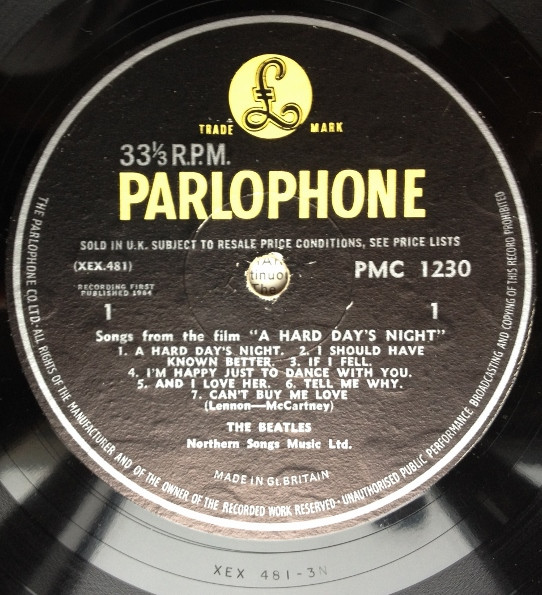 £
TRADE MARK
33⅓ R.P.M.
PARLOPHONE
SOLD IN U.K. SUBJECT TO RESALE PRICE CONDITIONS, SEE PRICE LISTS
(XEX.481) PMC 1230
RECORDING FIRST
PUBLISHED 1964
1 1
Songs from the film "A HARD DAY'S NIGHT"
1. A HARD DAY'S NIGHT. 2. I SHOULD HAVE
KNOWN BETTER. 3. IF I FELL.
4. I'M HAPPY JUST TO DANCE WITH YOU.
5. AND I LOVE HER. 6. TELL ME WHY.
7. CAN'T BUY ME LOVE
(Lennon—McCartney)
THE BEATLES
Northern Songs Music Ltd.
MADE IN GT. BRITAIN
THE PARLOPHONE CO. LTD. · ALL RIGHTS OF THE MANUFACTURER AND OF THE OWNER OF THE RECORDED WORK RESERVED · UNAUTHORISED PUBLIC PERFORMANCE BROADCASTING AND COPYING OF THIS RECORD PROHIBITED
XEX 481-3N